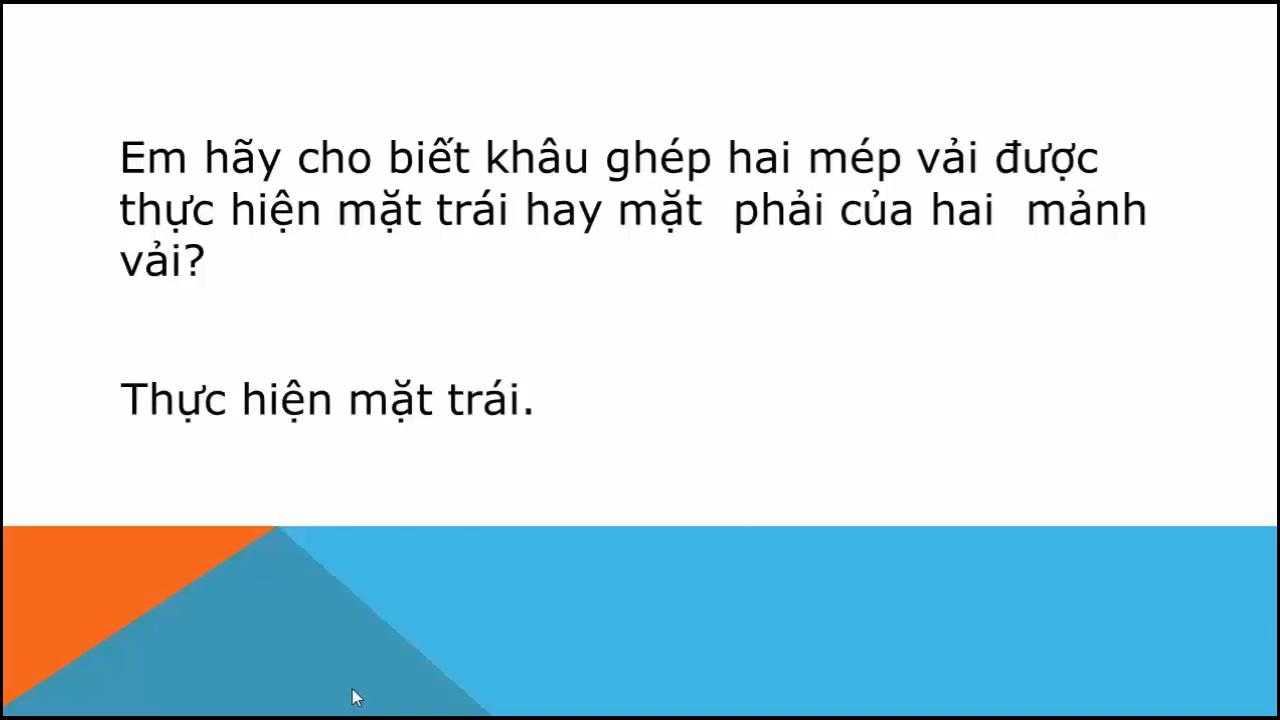 Em hãy cho biết khâu ghép hai mép vải được
thực hiện mặt trái hay mặt  phải của hai  mảnh
vải?
Thực hiện mặt trái.